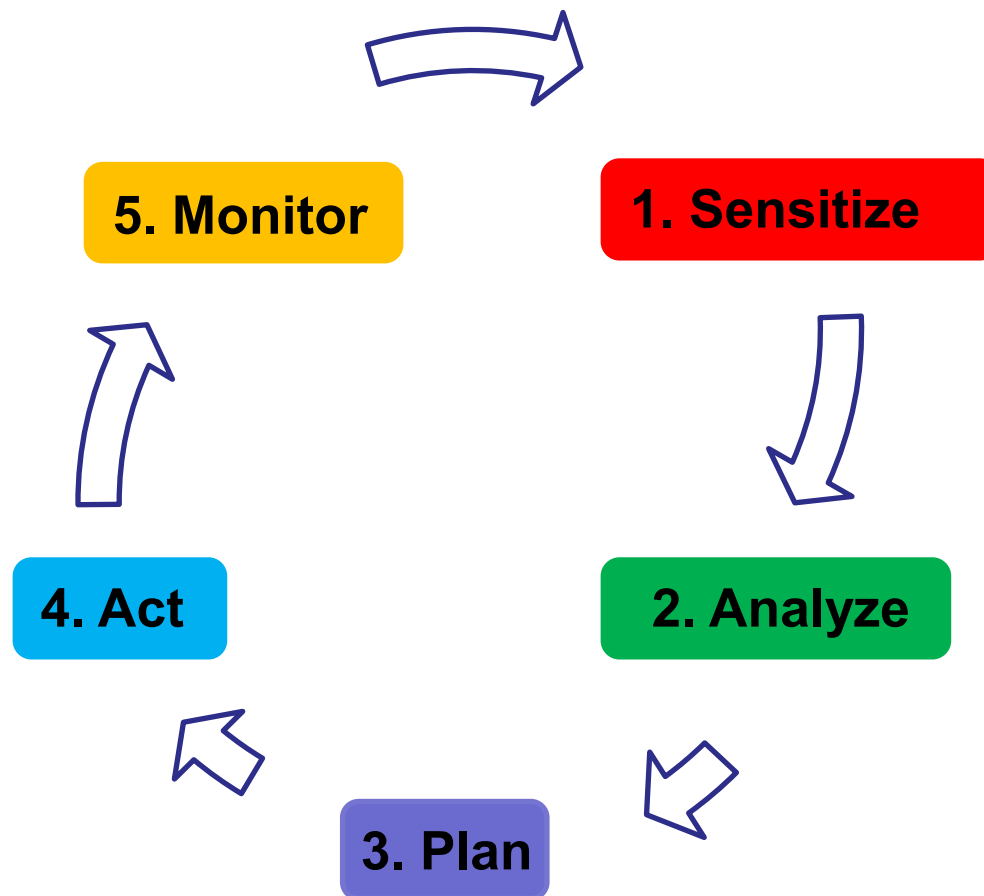 5. Monitor
1. Sensitize
4. Act
2. Analyze
3. Plan